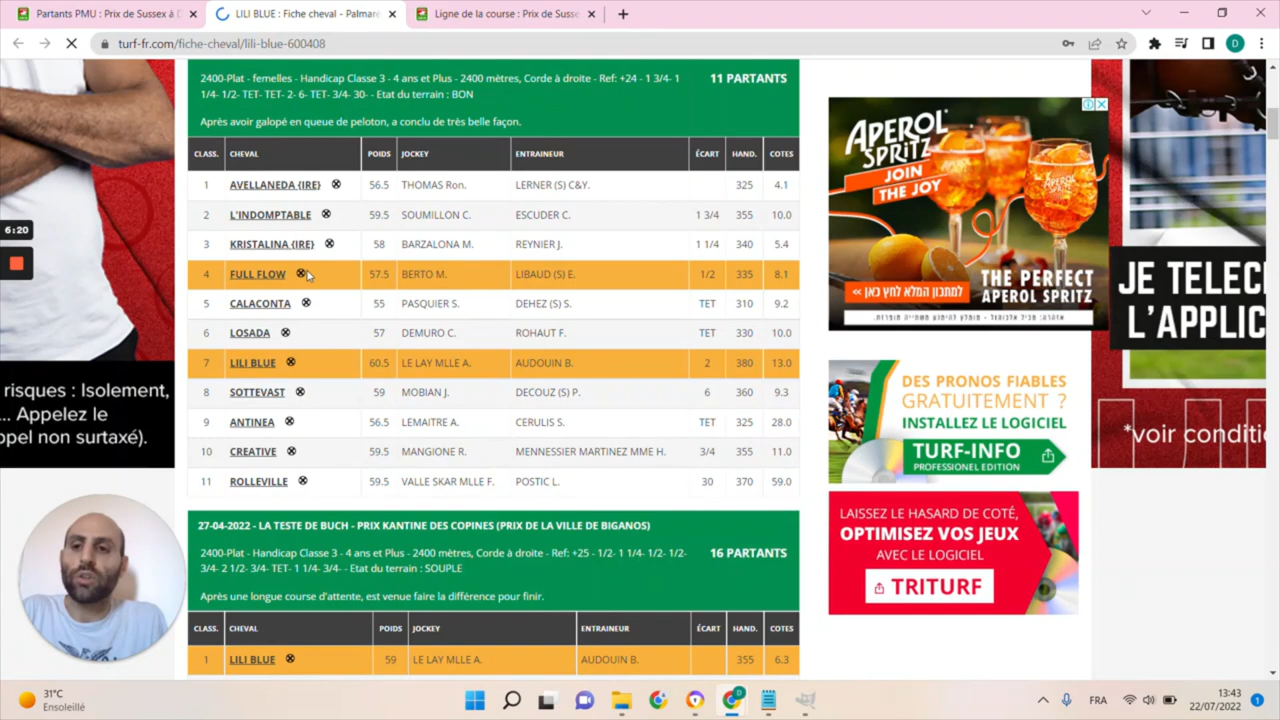 Partants PMU : Prix de Sussex à
LILI BLUE : Fiche cheval - Palmar
Ligne de la course : Prix de Susse
turf-fr.com/fiche-cheval/lili-blue-600408
D
2400-Plat - femelles - Handicap Classe 3 - 4 ans et Plus - 2400 mètres, Corde à droite - Ref: +24 - 1 3/4- 1
1/4- 1/2- TET- TET- 2- 6- TET- 3/4- 30- - Etat du terrain : BON
11 PARTANTS
Après avoir galopé en queue de peloton, a conclu de très belle façon.
CLASS. CHEVAL POIDS JOCKEY ENTRAINEUR ÉCART HAND. COTES
1 AVELLANEDA {IRE} 56.5 THOMAS Ron. LERNER (S) C&Y. 325 4.1
2 L'INDOMPTABLE 59.5 SOUMILLON C. ESCUDER C. 1 3/4 355 10.0
3 KRISTALINA {IRE} 58 BARZALONA M. REYNIER J. 1 1/4 340 5.4
4 FULL FLOW 57.5 BERTO M. LIBAUD (S) E. 1/2 335 8.1
5 CALACONTA 55 PASQUIER S. DEHEZ (S) S. TET 310 9.2
6 LOSADA 57 DEMURO C. ROHAUT F. TET 330 10.0
7 LILI BLUE 60.5 LE LAY MLLE A. AUDOUIN B. 2 380 13.0
8 SOTTEVAST 59 MOBIAN J. DECOUZ (S) P. 6 360 9.3
9 ANTINEA 56.5 LEMAITRE A. CERULIS S. TET 325 28.0
10 CREATIVE 59.5 MANGIONE R. MENNESSIER MARTINEZ MME H. 3/4 355 11.0
11 ROLLEVILLE 59.5 VALLE SKAR MLLE F. POSTIC L. 30 370 59.0
27-04-2022 - LA TESTE DE BUCH - PRIX KANTINE DES COPINES (PRIX DE LA VILLE DE BIGANOS)
2400-Plat - Handicap Classe 3 - 4 ans et Plus - 2400 mètres, Corde à droite - Ref: +25 - 1/2- 1 1/4- 1/2- 1/2-
3/4- 2 1/2- 3/4- TET- 1 1/4- 3/4- - Etat du terrain : SOUPLE
16 PARTANTS
Après une longue course d'attente, est venue faire la différence pour finir.
CLASS. CHEVAL POIDS JOCKEY ENTRAINEUR ÉCART HAND. COTES
1 LILI BLUE 59 LE LAY MLLE A. AUDOUIN B. 355 6.3
6:20
risques : Isolement,
... Appelez le
ppel non surtaxé).
APEROL
SPRITZ
JOIN
THE JOY
THE PERFECT
APEROL SPRITZ
למתכון המלא לחץ כאן >>
DES PRONOS FIABLES
GRATUITEMENT ?
INSTALLEZ LE LOGICIEL
TURF-INFO
PROFESSIONEL EDITION
LAISSEZ LE HASARD DE COTÉ,
OPTIMISEZ VOS JEUX
AVEC LE LOGICIEL
TRITURF
JE TELEC
L'APPLIC
*voir conditi
31°C
Ensoleillé
FRA
13:43
22/07/2022
1